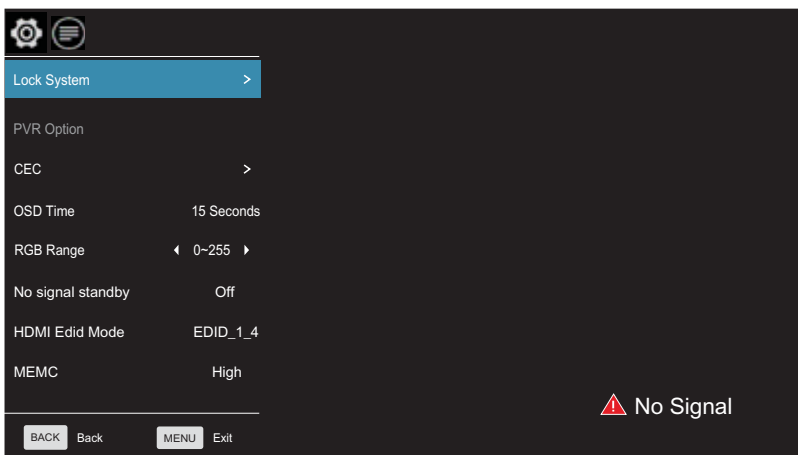 Lock System >
PVR Option
CEC >
OSD Time 15 Seconds
RGB Range 0~255
No signal standby Off
HDMI Edid Mode EDID_1_4
MEMC High
No Signal
BACK Back MENU Exit